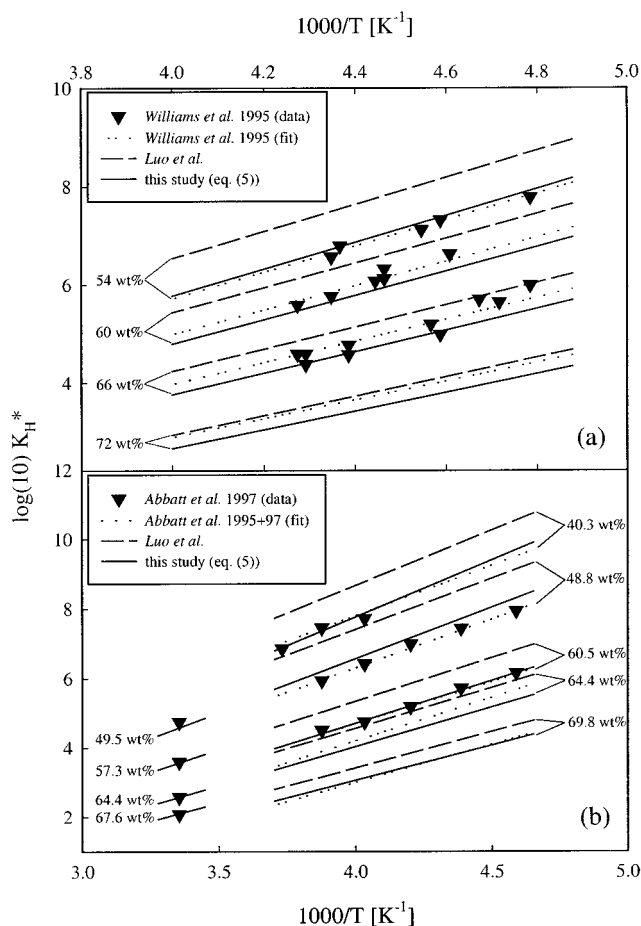 1000/T [K⁻¹]
3.8 4.0 4.2 4.4 4.6 4.8 5.0
10
Williams et al. 1995 (data)
Williams et al. 1995 (fit)
Luo et al.
this study (eq. (5))
8
6
4
54 wt%
60 wt%
66 wt%
72 wt%
(a)
log(10) K_H*
12
Abbatt et al. 1997 (data)
Abbatt et al. 1995+97 (fit)
Luo et al.
this study (eq. (5))
10
8
6
4
2
40.3 wt%
48.8 wt%
60.5 wt%
64.4 wt%
69.8 wt%
49.5 wt%
57.3 wt%
64.4 wt%
67.6 wt%
(b)
3.0 3.5 4.0 4.5 5.0
1000/T [K⁻¹]